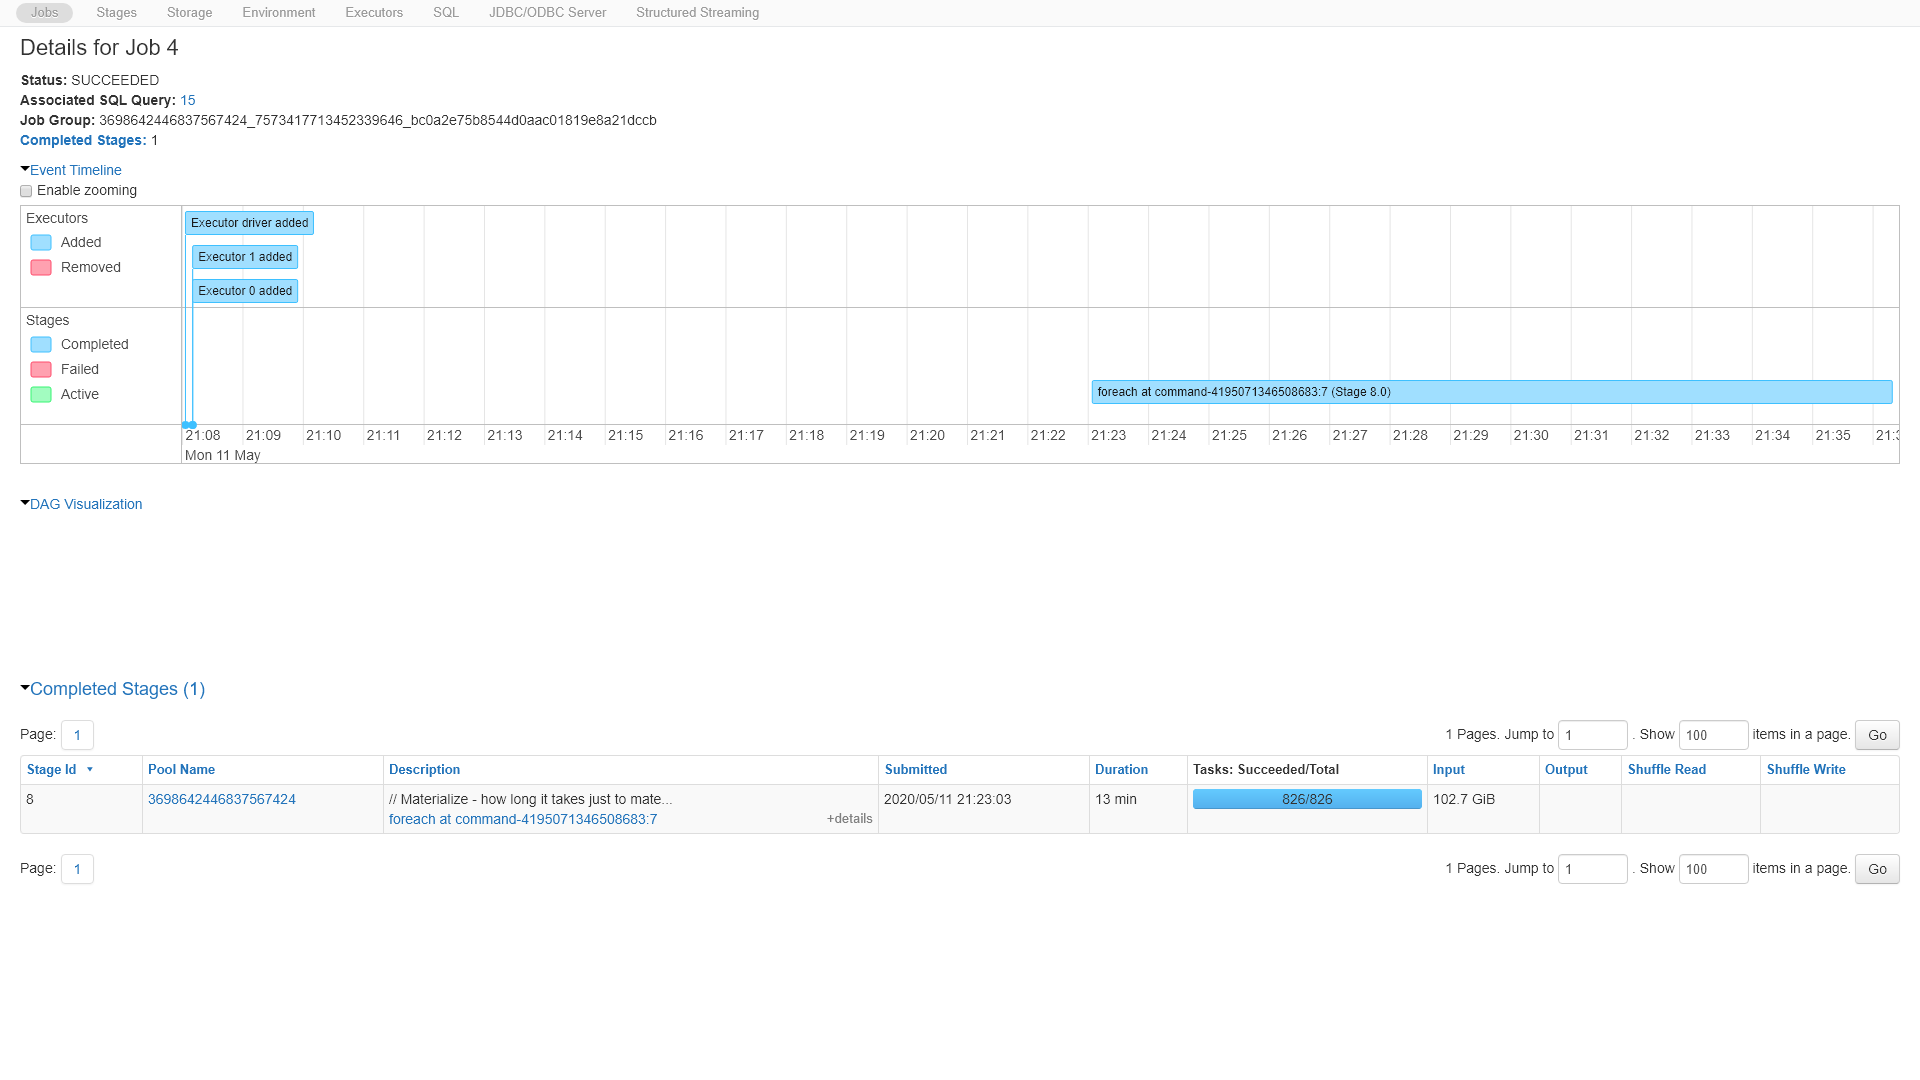 Jobs Stages Storage Environment Executors SQL JDBC/ODBC Server Structured Streaming
Details for Job 4
Status: SUCCEEDED
Associated SQL Query: 15
Job Group: 3698642446837567424_7573417713452339646_bc0a2e75b8544d0aac01819e8a21dccb
Completed Stages: 1
Event Timeline
Enable zooming
Executors
Added
Removed
Executor driver added
Executor 1 added
Executor 0 added
Stages
Completed
Failed
Active
foreach at command-4195071346508683:7 (Stage 8.0)
21:08 21:09 21:10 21:11 21:12 21:13 21:14 21:15 21:16 21:17 21:18 21:19 21:20 21:21 21:22 21:23 21:24 21:25 21:26 21:27 21:28 21:29 21:30 21:31 21:32 21:33 21:34 21:35
Mon 11 May
DAG Visualization
Completed Stages (1)
Page: 1 1 Pages. Jump to 1 . Show 100 items in a page. Go
Stage Id Pool Name Description Submitted Duration Tasks: Succeeded/Total Input Output Shuffle Read Shuffle Write
8 3698642446837567424 // Materialize - how long it takes just to mate... 2020/05/11 21:23:03 13 min 826/826 102.7 GiB
foreach at command-4195071346508683:7 +details
Page: 1 1 Pages. Jump to 1 . Show 100 items in a page. Go